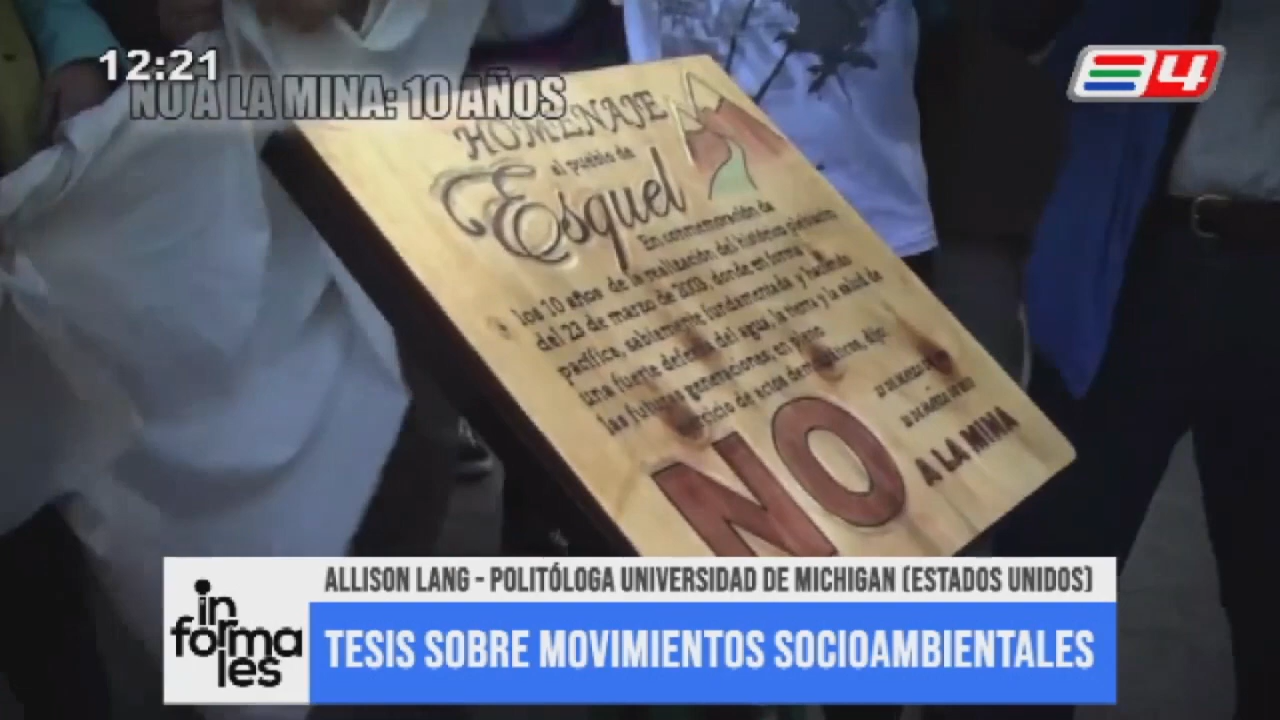 12:21
NO A LA MINA: 10 AÑOS
4
HOMENAJE
al pueblo de
Esquel
En conmemoración de
los 10 años de la realización del histórico plebiscito
del 23 de marzo de 2003, donde en forma
pacífica, sabiamente fundamentada y haciendo
una fuerte defensa del agua, la tierra y la salud de
las futuras generaciones, en pleno
de actos dijo:
NO
A LA MINA
in
forma
les
ALLISON LANG - POLITÓLOGA UNIVERSIDAD DE MICHIGAN (ESTADOS UNIDOS)
TESIS SOBRE MOVIMIENTOS SOCIOAMBIENTALES